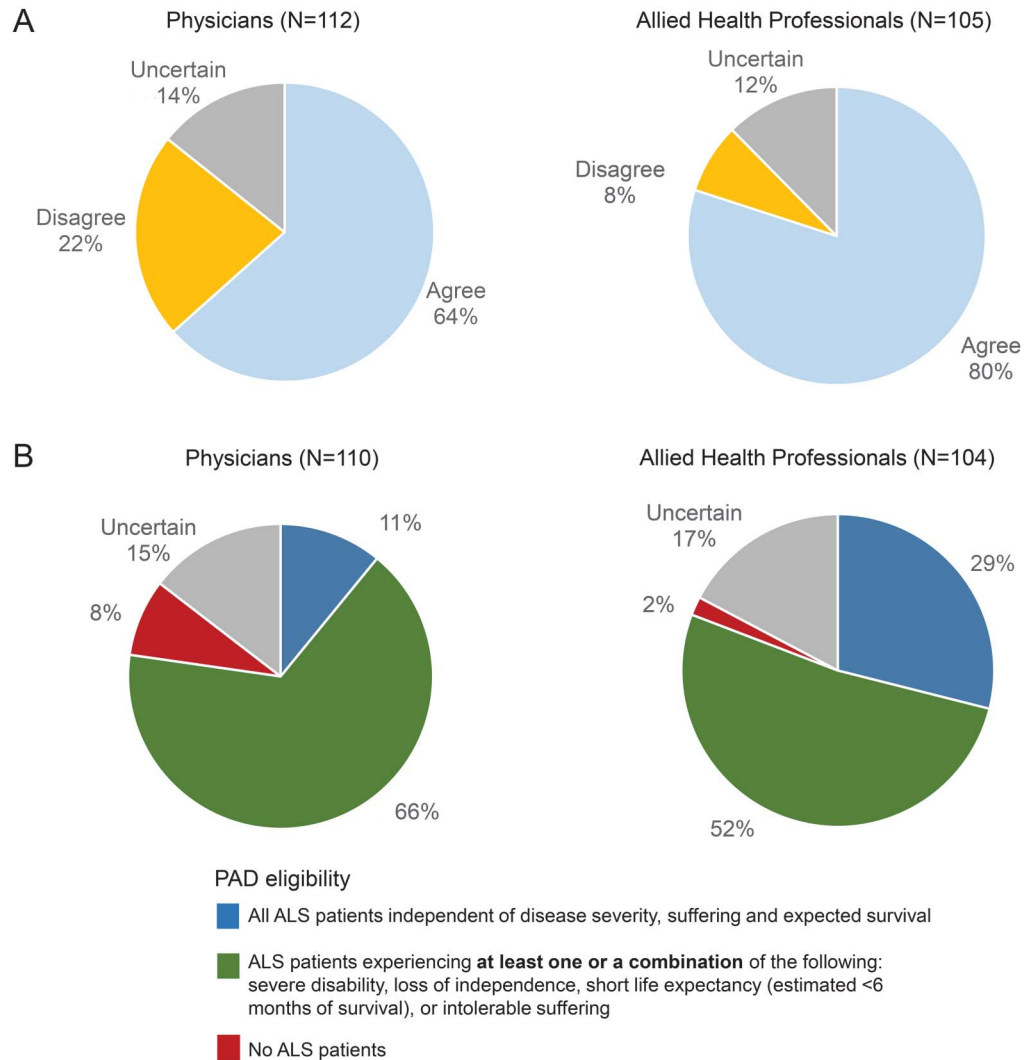 A
Physicians (N=112)
Allied Health Professionals (N=105)
Uncertain
14%
Disagree
22%
Agree
64%
Uncertain
12%
Disagree
8%
Agree
80%
B
Physicians (N=110)
Allied Health Professionals (N=104)
Uncertain
15%
11%
8%
66%
Uncertain
17%
29%
2%
52%
PAD eligibility
All ALS patients independent of disease severity, suffering and expected survival
ALS patients experiencing at least one or a combination of the following:
severe disability, loss of independence, short life expectancy (estimated <6
months of survival), or intolerable suffering
No ALS patients